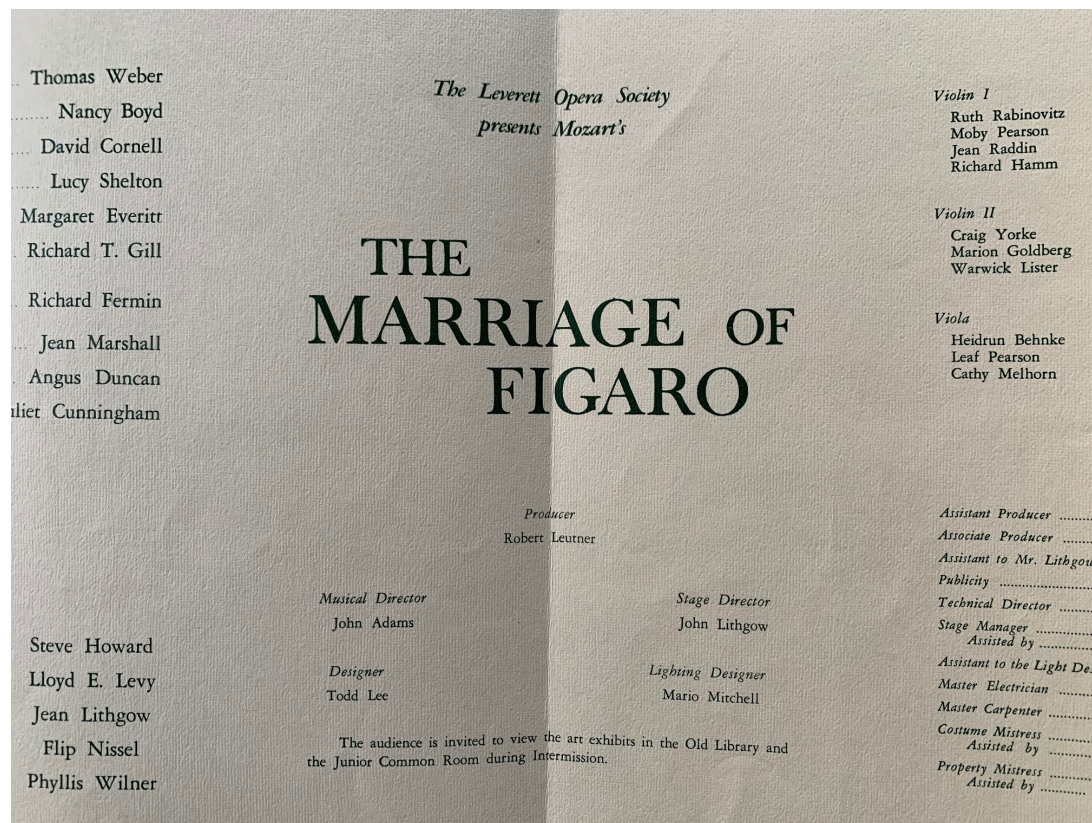 Thomas Weber
Nancy Boyd
David Cornell
Lucy Shelton
Margaret Everitt
Richard T. Gill
Richard Fermin
Jean Marshall
Angus Duncan
Cunningham
Steve Howard
Lloyd E. Levy
Jean Lithgow
Flip Nissel
Phyllis Wilner
The Leverett Opera Society
presents Mozart's
THE
MARRIAGE OF
FIGARO
Producer
Robert Leutner
Musical Director
John Adams
Stage Director
John Lithgow
Designer
Todd Lee
Lighting Designer
Mario Mitchell
The audience is invited to view the art exhibits in the Old Library and
the Junior Common Room during Intermission.
Violin I
Ruth Rabinovitz
Moby Pearson
Jean Raddin
Richard Hamm
Violin II
Craig Yorke
Marion Goldberg
Warwick Lister
Viola
Heidrun Behnke
Leaf Pearson
Cathy Melhorn
Assistant Producer
Associate Producer
Assistant to Mr.
Publicity
Technical Director
Stage Manager
Assisted by
Assistant to the Light
Master Electrician
Master Carpenter
Costume Mistress
Assisted by
Property Mistress
Assisted by